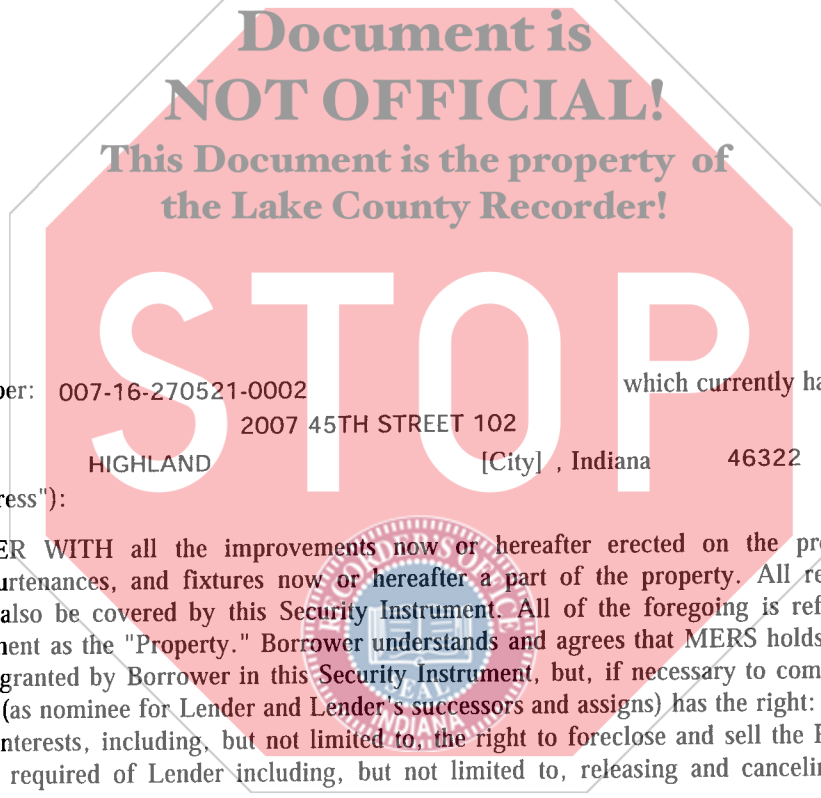 Document is
NOT OFFICIAL!
This Document is the property of
the Lake County Recorder!
STOP
ber: 007-16-270521-0002 which currently ha
2007 45TH STREET 102
HIGHLAND [City] , Indiana 46322
ress"):
ER WITH all the improvements now or hereafter erected on the pr
urtenances, and fixtures now or hereafter a part of the property. All re
also be covered by this Security Instrument. All of the foregoing is ref
nent as the "Property." Borrower understands and agrees that MERS holds
granted by Borrower in this Security Instrument, but, if necessary to com
(as nominee for Lender and Lender's successors and assigns) has the right:
nterests, including, but not limited to, the right to foreclose and sell the P
required of Lender including, but not limited to, releasing and cancelin
RECORDER'S OFFICE
SEAL
INDIANA